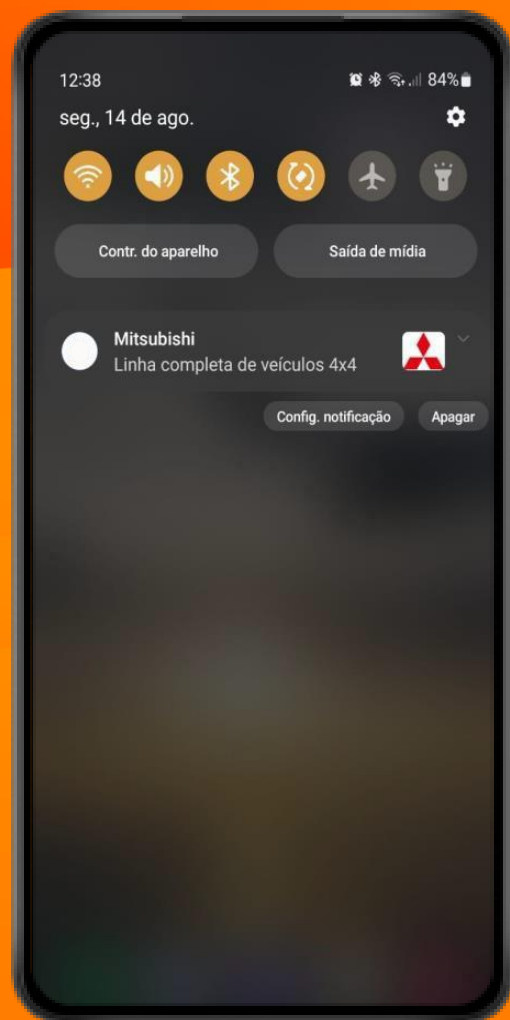 12:38
84%
seg., 14 de ago.
Contr. do aparelho
Saída de mídia
Mitsubishi
Linha completa de veículos 4x4
Config. notificação
Apagar